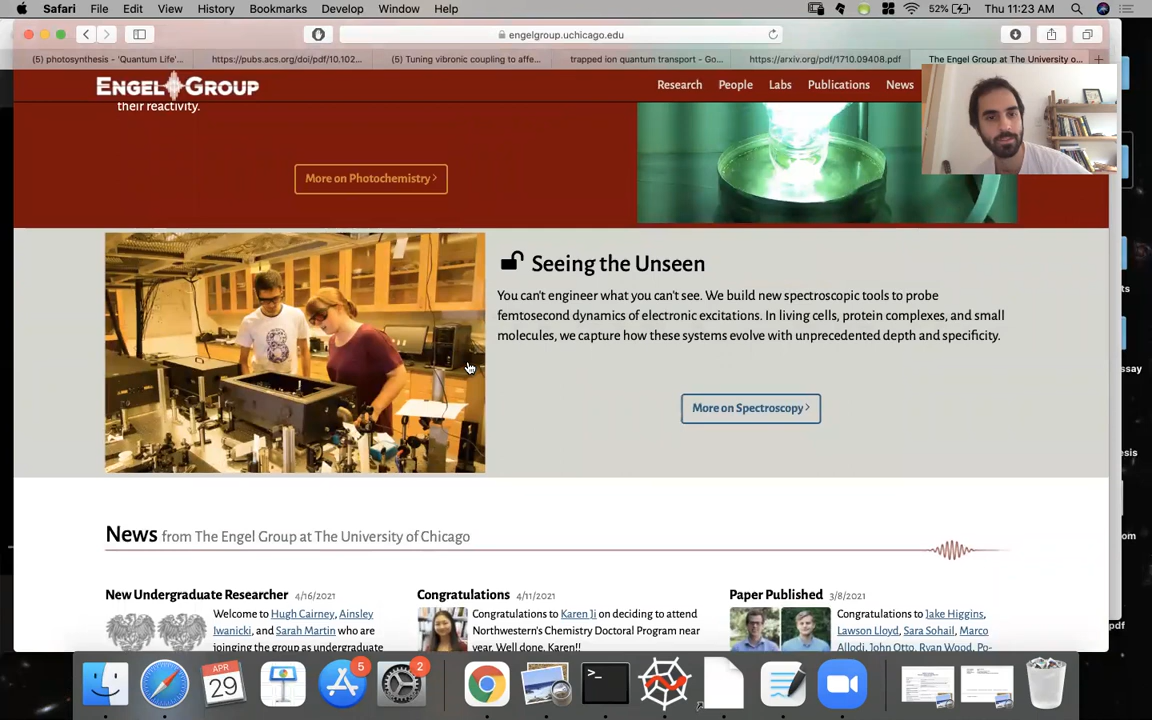 Safari File Edit View History Bookmarks Develop Window Help 52% Thu 11:23 AM
engelgroup.uchicago.edu
(5) photosynthesis - 'Quantum Life'... https://pubs.acs.org/doi/pdf/10.102... (5) Tuning vibronic coupling to affe... trapped ion quantum transport - Go... https://arxiv.org/pdf/1710.09408.pdf The Engel Group at The University o...
ENGEL GROUP Research People Labs Publications News
their reactivity.
More on Photochemistry >
Seeing the Unseen
You can't engineer what you can't see. We build new spectroscopic tools to probe
femtosecond dynamics of electronic excitations. In living cells, protein complexes, and small
molecules, we capture how these systems evolve with unprecedented depth and specificity.
More on Spectroscopy >
News from The Engel Group at The University of Chicago
New Undergraduate Researcher 4/16/2021
Welcome to Hugh Cairney, Ainsley
Iwanicki, and Sarah Martin who are
joining the group as undergraduate
Congratulations 4/11/2021
Congratulations to Karen Ji on deciding to attend
Northwestern's Chemistry Doctoral Program near
year. Well done, Karen!!
Paper Published 3/8/2021
Congratulations to Jake Higgins,
Lawson Lloyd, Sara Sohail, Marco
Allodi, John Otto, Ryan Wood, Po-
APR
29
5
2
8